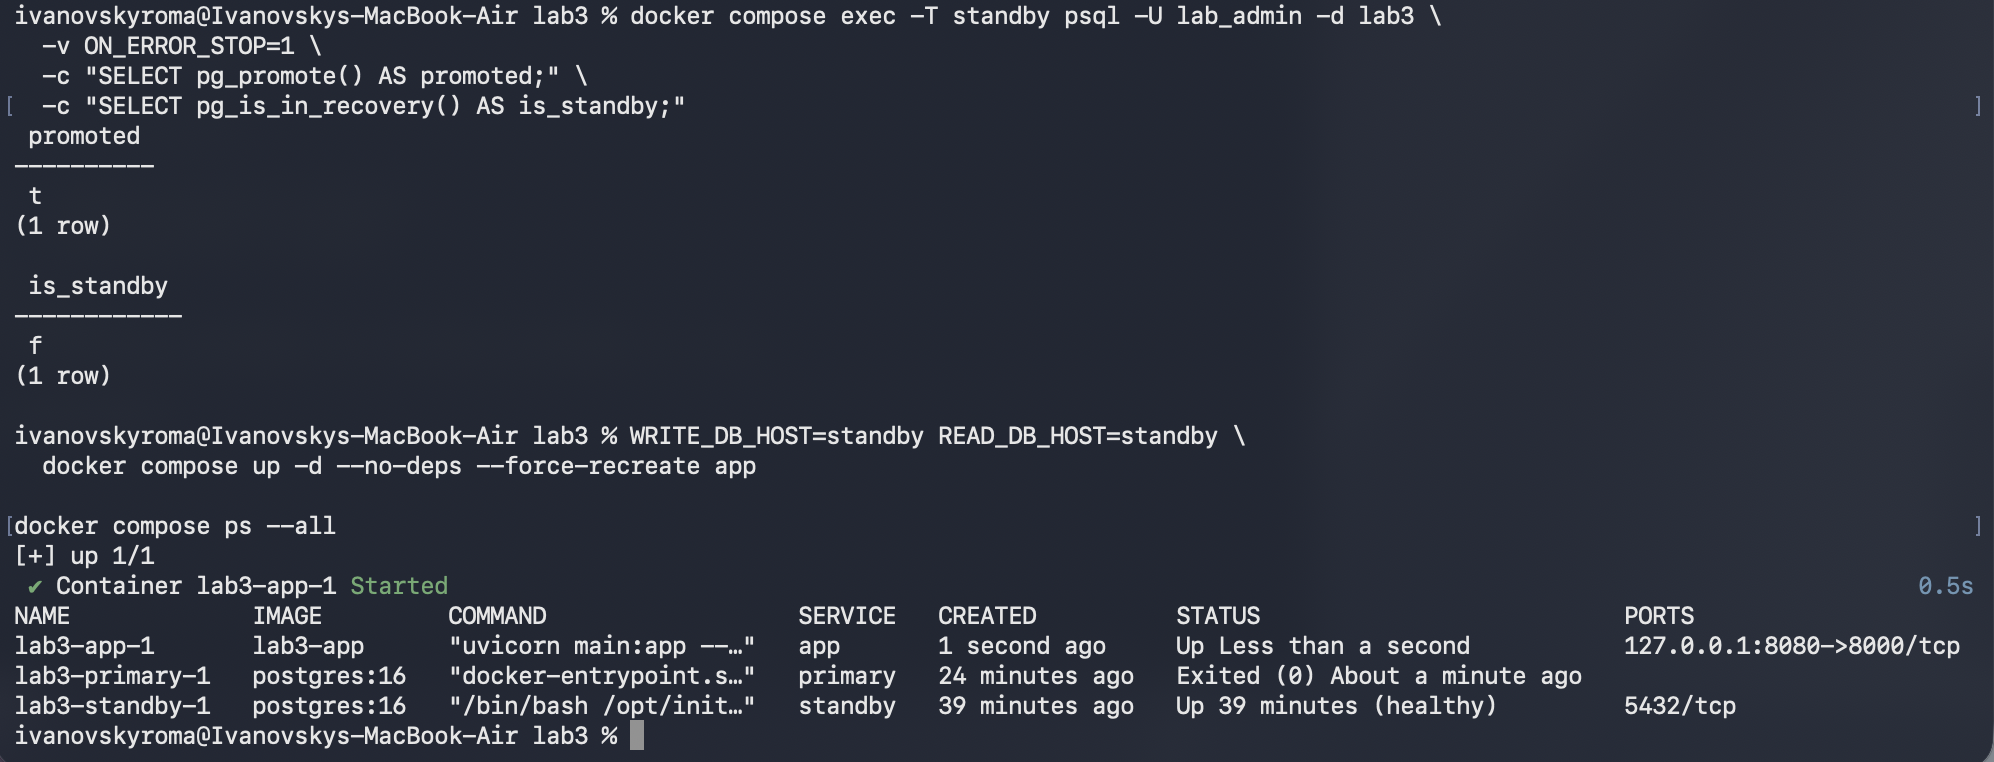 ivanovskyroma@Ivanovskys-MacBook-Air lab3 % docker compose exec -T standby psql -U lab_admin -d lab3 \
  -v ON_ERROR_STOP=1 \
  -c "SELECT pg_promote() AS promoted;" \
[  -c "SELECT pg_is_in_recovery() AS is_standby;" ]
 promoted
----------
 t
(1 row)

 is_standby
------------
 f
(1 row)

ivanovskyroma@Ivanovskys-MacBook-Air lab3 % WRITE_DB_HOST=standby READ_DB_HOST=standby \
  docker compose up -d --no-deps --force-recreate app

[docker compose ps --all ]
[+] up 1/1
 ✔ Container lab3-app-1 Started 0.5s
NAME             IMAGE         COMMAND                  SERVICE   CREATED          STATUS                          PORTS
lab3-app-1       lab3-app      "uvicorn main:app --…"   app       1 second ago     Up Less than a second           127.0.0.1:8080->8000/tcp
lab3-primary-1   postgres:16   "docker-entrypoint.s…"   primary   24 minutes ago   Exited (0) About a minute ago
lab3-standby-1   postgres:16   "/bin/bash /opt/init…"   standby   39 minutes ago   Up 39 minutes (healthy)         5432/tcp
ivanovskyroma@Ivanovskys-MacBook-Air lab3 %